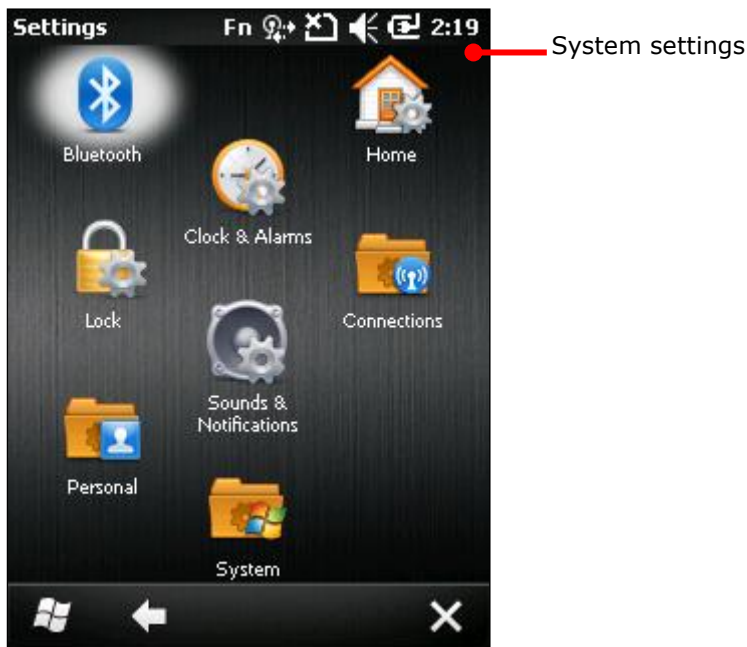 Settings Fn 2:19
System settings
Bluetooth
Home
Clock & Alarms
Lock
Connections
Sounds &
Notifications
Personal
System